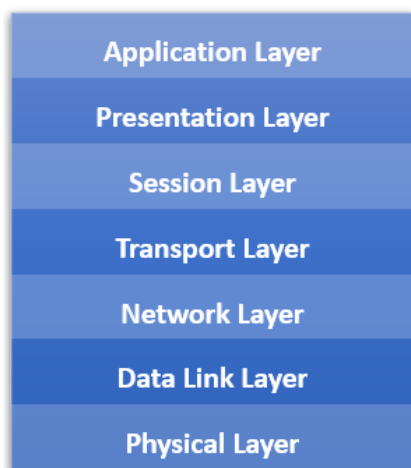 Application Layer
Presentation Layer
Session Layer
Transport Layer
Network Layer
Data Link Layer
Physical Layer